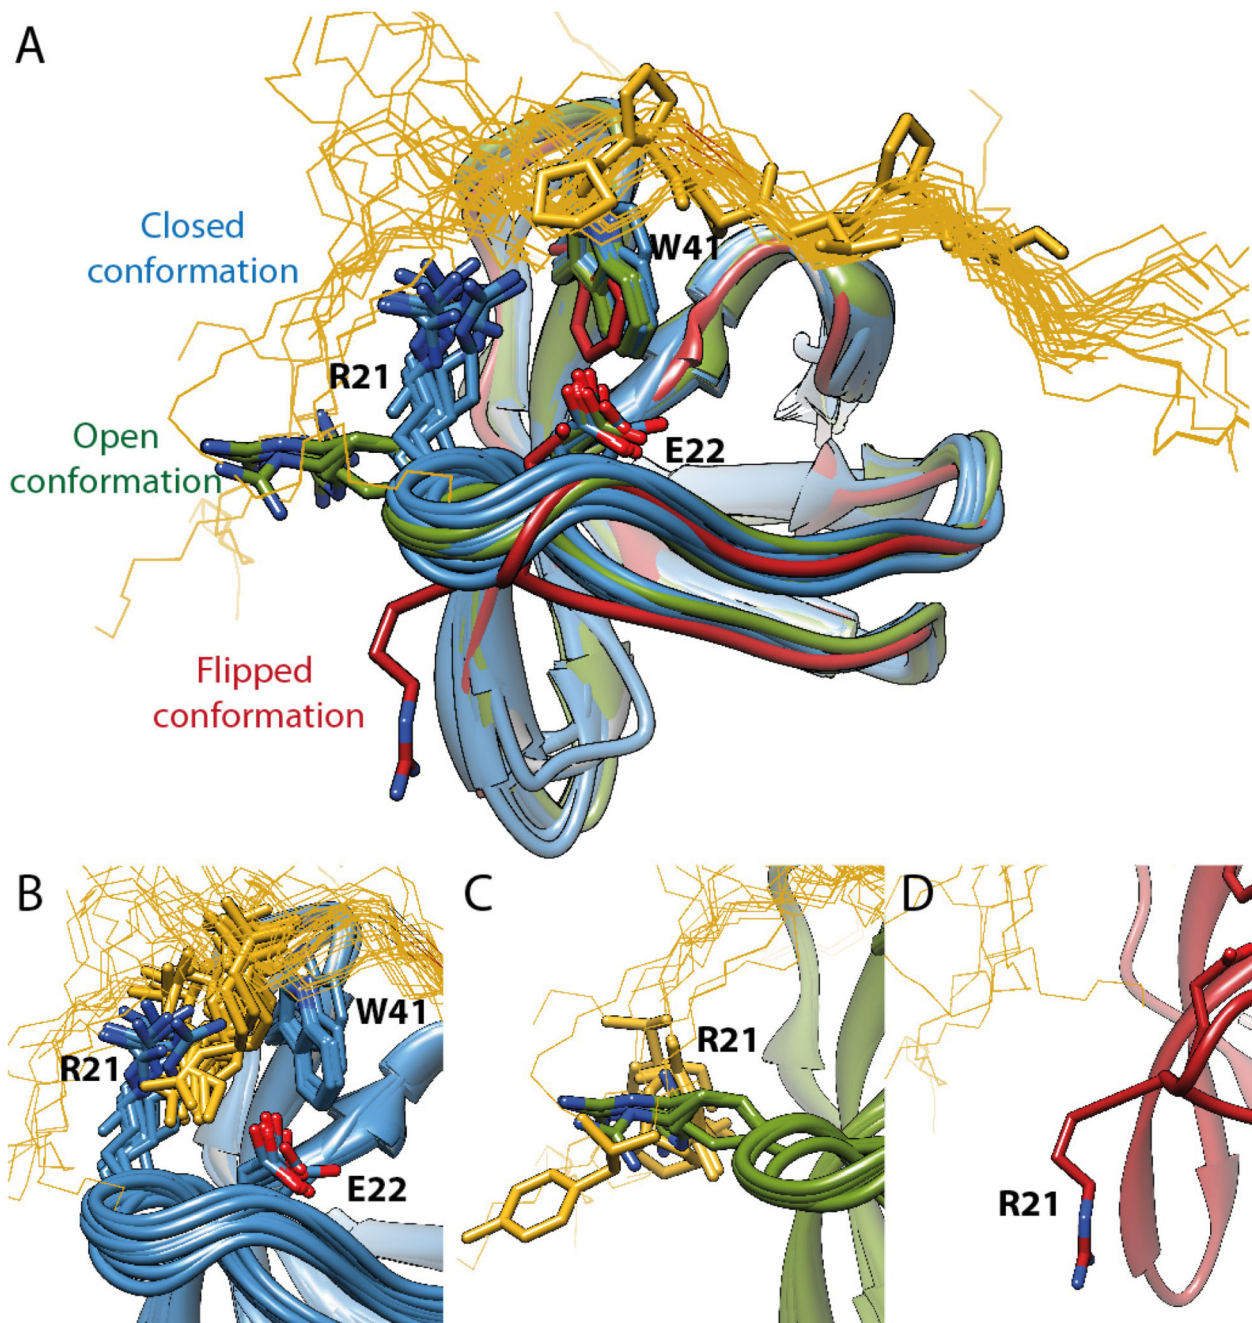 A
Closed
conformation
W41
R21
Open
conformation
E22
Flipped
conformation
B
C
D
W41
R21
R21
E22
R21